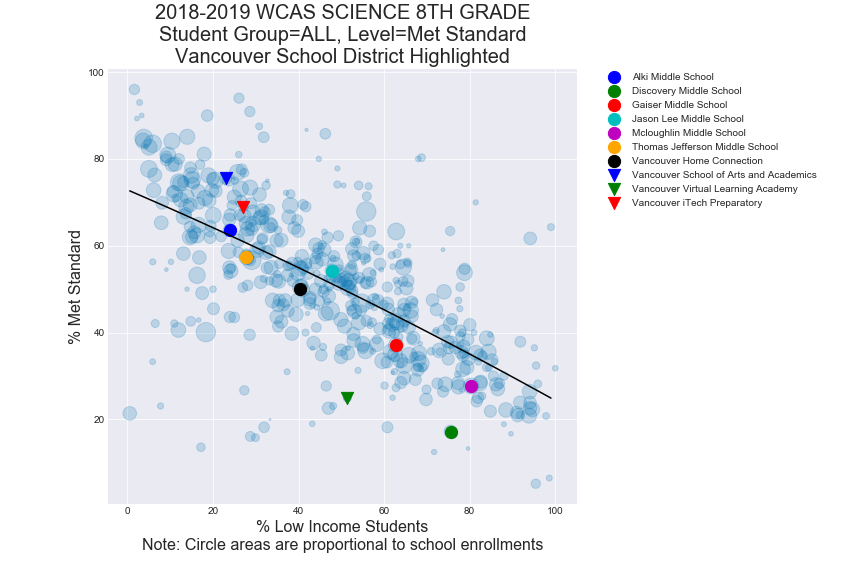 2018-2019 WCAS SCIENCE 8TH GRADE
Student Group=ALL, Level=Met Standard
Vancouver School District Highlighted
% Met Standard
100
80
60
40
20
0
20
40
60
80
100
% Low Income Students
Note: Circle areas are proportional to school enrollments
Alki Middle School
Discovery Middle School
Gaiser Middle School
Jason Lee Middle School
Mcloughlin Middle School
Thomas Jefferson Middle School
Vancouver Home Connection
Vancouver School of Arts and Academics
Vancouver Virtual Learning Academy
Vancouver iTech Preparatory